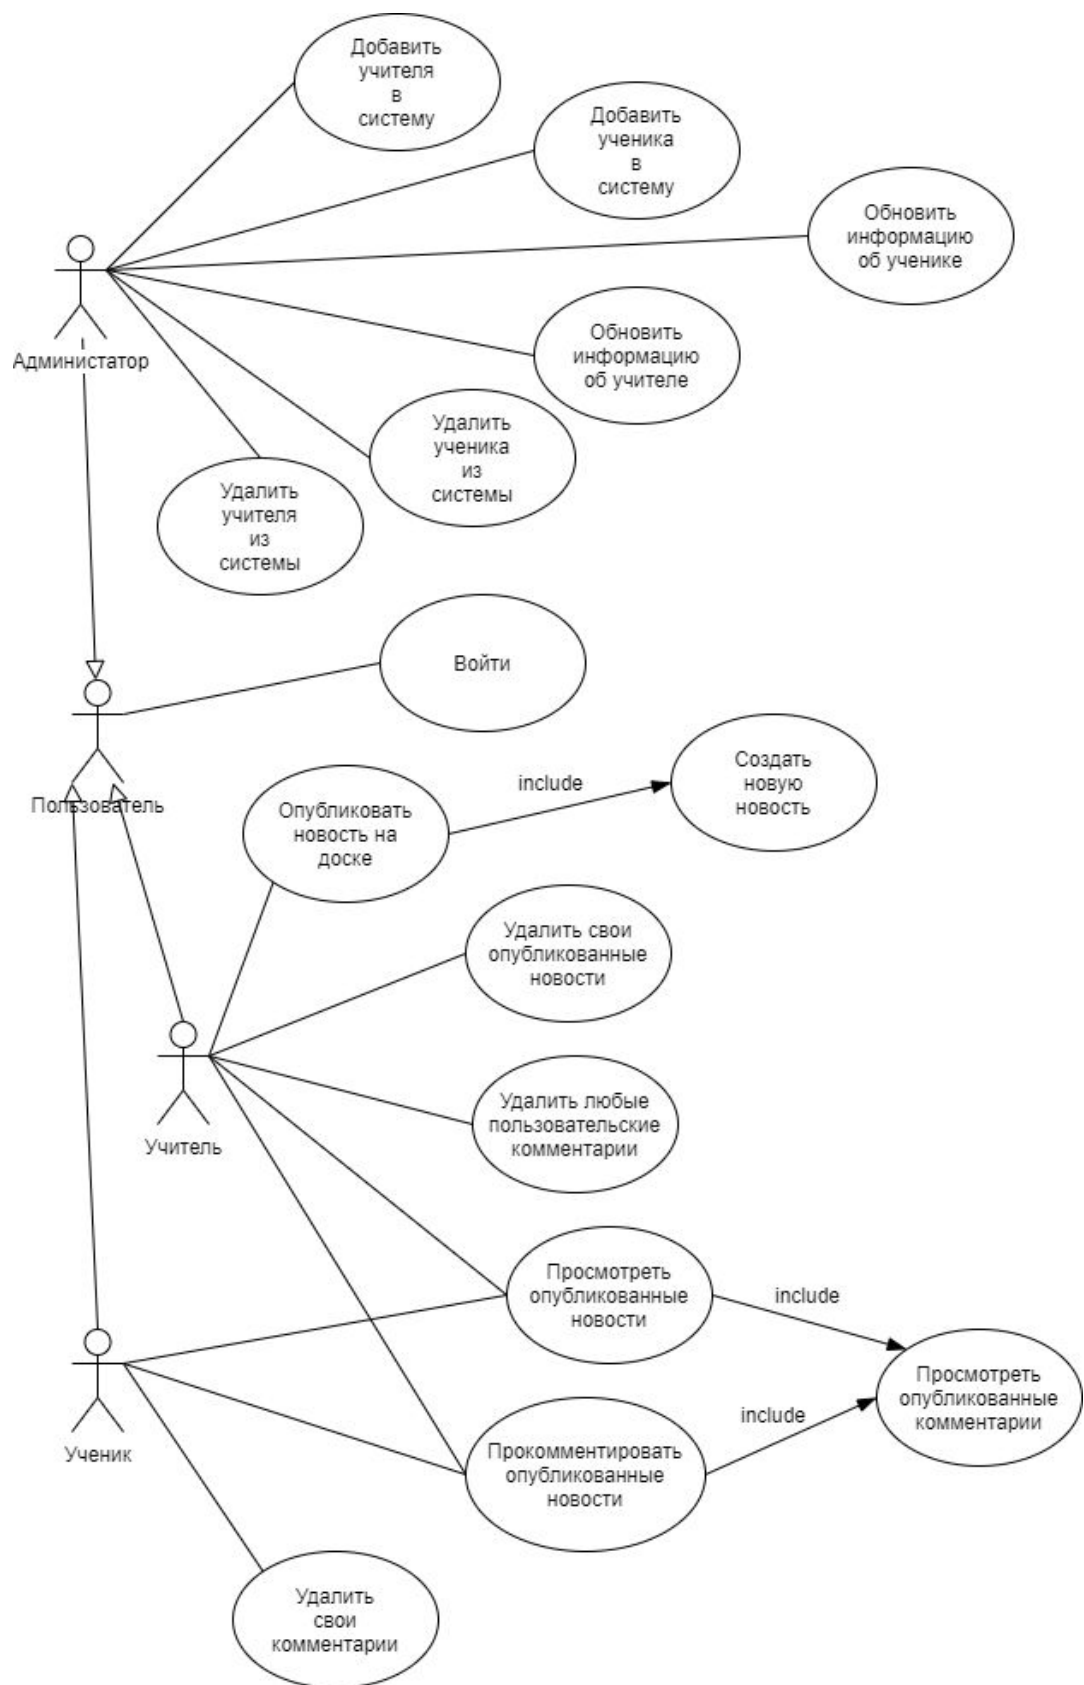 Добавить
учителя
в
систему
Добавить
ученика
в
систему
Обновить
информацию
об ученике
Администатор
Обновить
информацию
об учителе
Удалить
ученика
из
системы
Удалить
учителя
из
системы
Войти
Пользователь
include
Создать
новую
новость
Опубликовать
новость на
доске
Удалить свои
опубликованные
новости
Удалить любые
пользовательские
комментарии
Учитель
Просмотреть
опубликованные
новости
include
Просмотреть
опубликованные
комментарии
include
Ученик
Прокомментировать
опубликованные
новости
Удалить
свои
комментарии